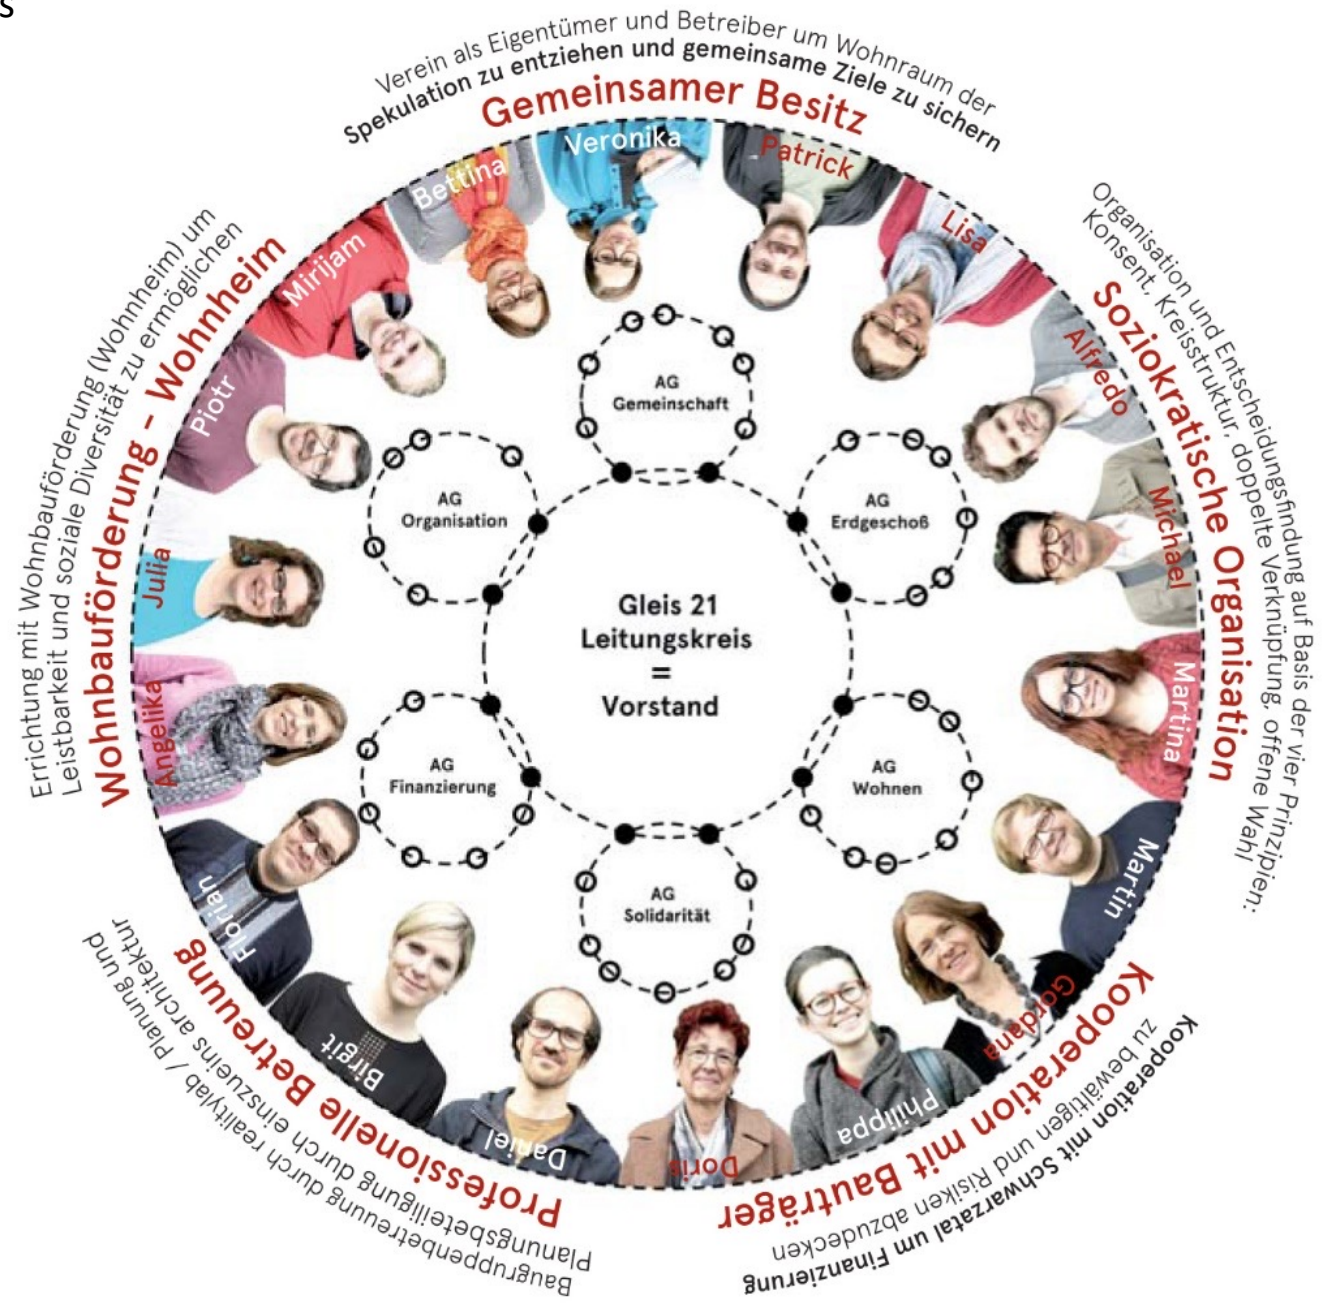 s
Verein als Eigentümer und Betreiber um Wohnraum der
Spekulation zu entziehen und gemeinsame Ziele zu sichern
Gemeinsamer Besitz
Organisation und Entscheidungsfindung auf Basis der vier Prinzipien:
Konsent, Kreisstruktur, doppelte Verknüpfung, offene Wahl
Soziokratische Organisation
Kooperation mit Bauträger
zu bewältigen und Risiken abzudecken
Kooperation mit Schwarzatal um Finanzierung
Professionelle Betreuung
Planungsbeteiligung durch einszueins architektur
Baugruppenbetreuung durch realitylab / Planung und
Errichtung mit Wohnbauförderung (Wohnheim) um
Leistbarkeit und soziale Diversität zu ermöglichen
Wohnbauförderung – Wohnheim
Veronika
Patrick
Lisa
Alfredo
Michael
Martina
Martin
Gordana
Philippa
Doris
Daniel
Birgit
Florian
Angelika
Julia
Piotr
Mirijam
Bettina
AG
Gemeinschaft
AG
Erdgeschoß
AG
Wohnen
AG
Solidarität
AG
Finanzierung
AG
Organisation
Gleis 21
Leitungskreis
=
Vorstand